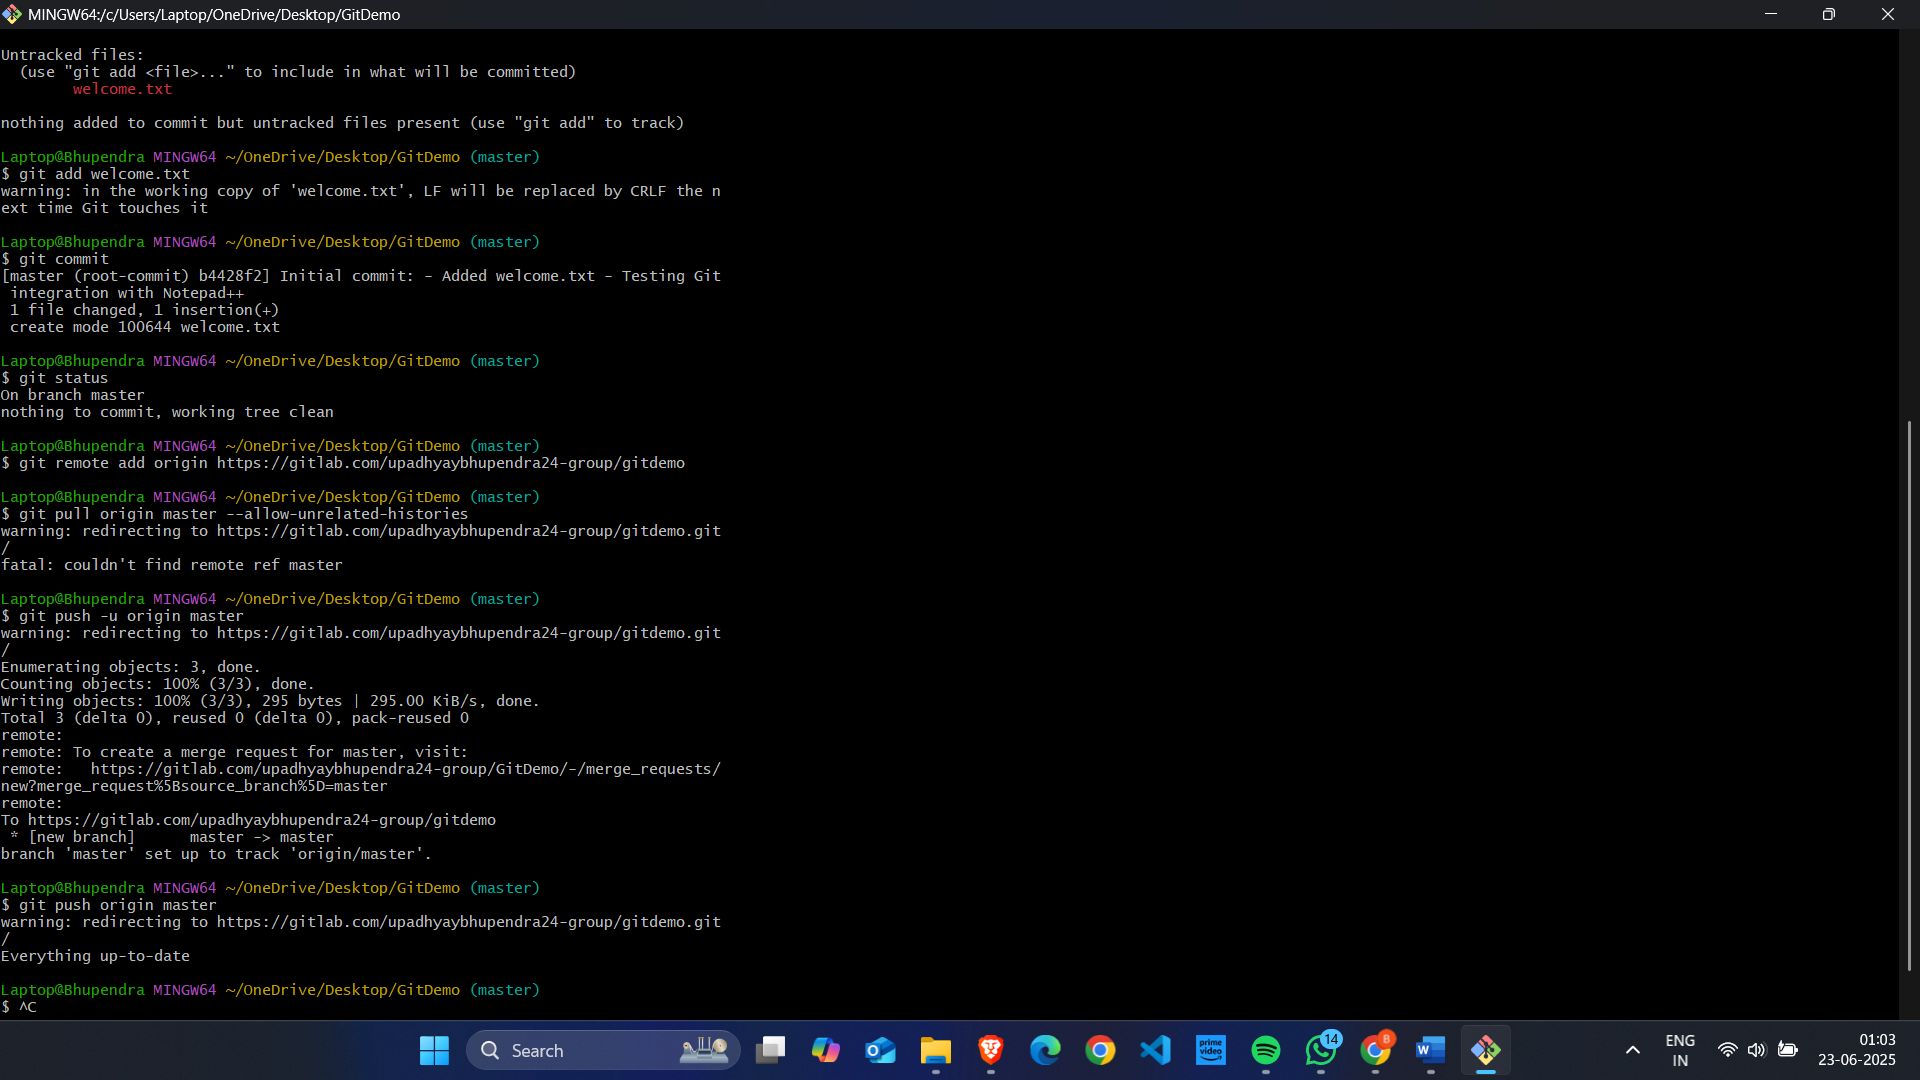 MINGW64:/c/Users/Laptop/OneDrive/Desktop/GitDemo
Untracked files:
  (use "git add <file>..." to include in what will be committed)
        welcome.txt
nothing added to commit but untracked files present (use "git add" to track)
Laptop@Bhupendra MINGW64 ~/OneDrive/Desktop/GitDemo (master)
$ git add welcome.txt
warning: in the working copy of 'welcome.txt', LF will be replaced by CRLF the n
ext time Git touches it
Laptop@Bhupendra MINGW64 ~/OneDrive/Desktop/GitDemo (master)
$ git commit
[master (root-commit) b4428f2] Initial commit: - Added welcome.txt - Testing Git
 integration with Notepad++
 1 file changed, 1 insertion(+)
 create mode 100644 welcome.txt
Laptop@Bhupendra MINGW64 ~/OneDrive/Desktop/GitDemo (master)
$ git status
On branch master
nothing to commit, working tree clean
Laptop@Bhupendra MINGW64 ~/OneDrive/Desktop/GitDemo (master)
$ git remote add origin https://gitlab.com/upadhyaybhupendra24-group/gitdemo
Laptop@Bhupendra MINGW64 ~/OneDrive/Desktop/GitDemo (master)
$ git pull origin master --allow-unrelated-histories
warning: redirecting to https://gitlab.com/upadhyaybhupendra24-group/gitdemo.git
/
fatal: couldn't find remote ref master
Laptop@Bhupendra MINGW64 ~/OneDrive/Desktop/GitDemo (master)
$ git push -u origin master
warning: redirecting to https://gitlab.com/upadhyaybhupendra24-group/gitdemo.git
/
Enumerating objects: 3, done.
Counting objects: 100% (3/3), done.
Writing objects: 100% (3/3), 295 bytes | 295.00 KiB/s, done.
Total 3 (delta 0), reused 0 (delta 0), pack-reused 0
remote:
remote: To create a merge request for master, visit:
remote:   https://gitlab.com/upadhyaybhupendra24-group/GitDemo/-/merge_requests/
new?merge_request%5Bsource_branch%5D=master
remote:
To https://gitlab.com/upadhyaybhupendra24-group/gitdemo
 * [new branch]      master -> master
branch 'master' set up to track 'origin/master'.
Laptop@Bhupendra MINGW64 ~/OneDrive/Desktop/GitDemo (master)
$ git push origin master
warning: redirecting to https://gitlab.com/upadhyaybhupendra24-group/gitdemo.git
/
Everything up-to-date
Laptop@Bhupendra MINGW64 ~/OneDrive/Desktop/GitDemo (master)
$ ^C
Search
prime video
14
B
W
ENG
IN
01:03
23-06-2025